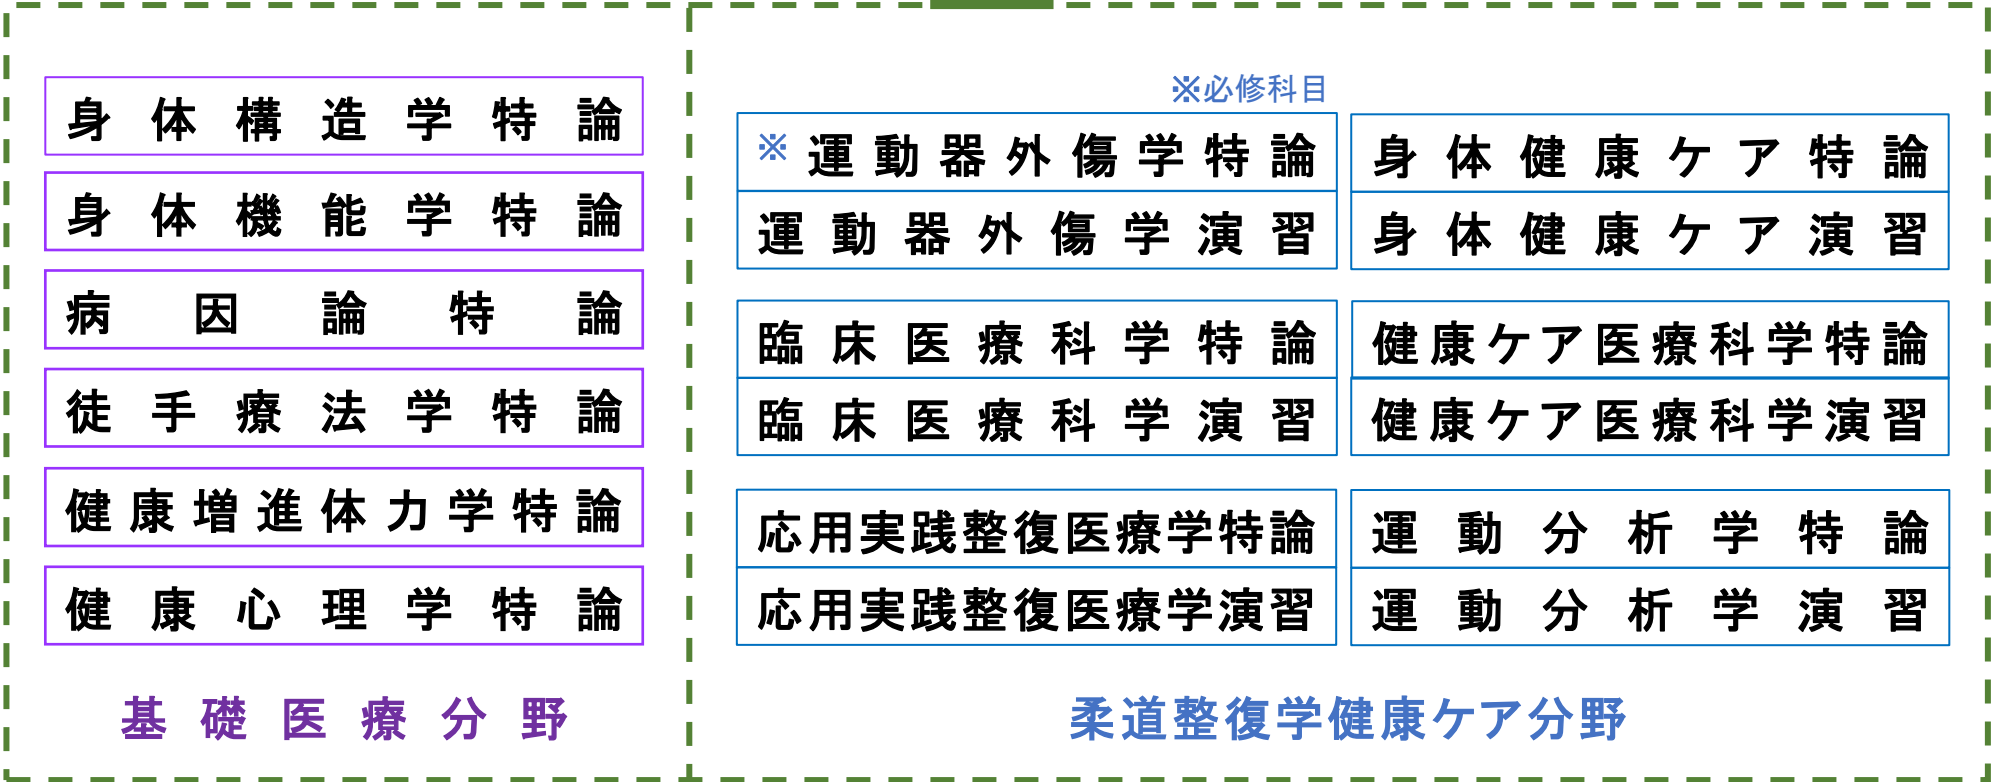 身体構造学特論
身体機能学特論
病因論特論
徒手療法学特論
健康増進体力学特論
健康心理学特論
基礎医療分野
※必修科目
※運動器外傷学特論
運動器外傷学演習
臨床医療科学特論
臨床医療科学演習
応用実践整復医療学特論
応用実践整復医療学演習
身体健康ケア特論
身体健康ケア演習
健康ケア医療科学特論
健康ケア医療科学演習
運動分析学特論
運動分析学演習
柔道整復学健康ケア分野